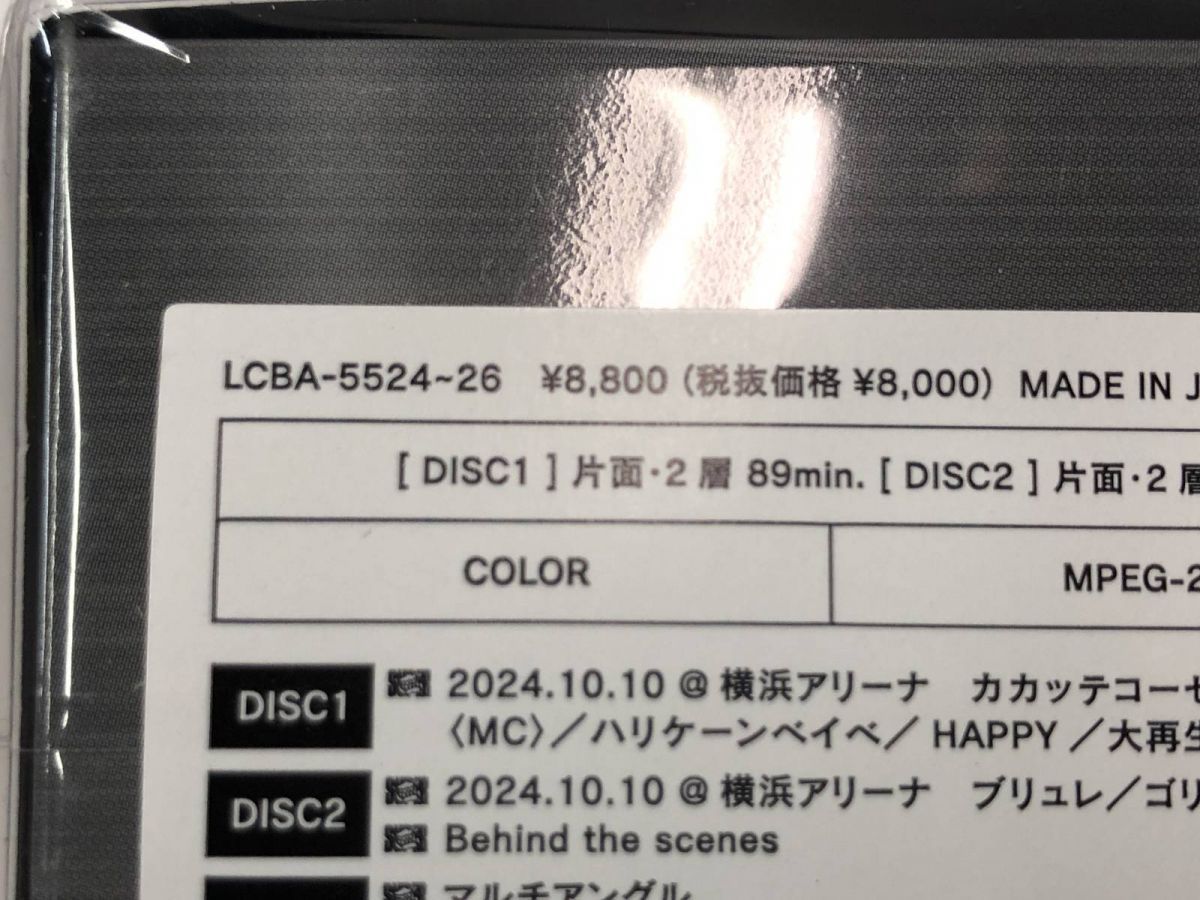 LCBA-5524~26 ¥8,800 (税抜価格 ¥8,000) MADE IN J
[ DISC1 ] 片面・2 層 89min. [ DISC2 ] 片面・2 層
COLOR MPEG-2
DISC1 2024.10.10 @ 横浜アリーナ カカッテコーセ
〈MC〉／ハリケーンベイベ／ HAPPY ／大再生
DISC2 2024.10.10 @ 横浜アリーナ ブリュレ／ゴリ
Behind the scenes
マルチアングル